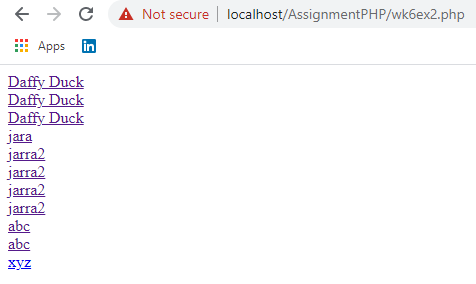 Not secure | localhost/AssignmentPHP/wk6ex2.php
Apps in
Daffy Duck
Daffy Duck
Daffy Duck
jara
jarra2
jarra2
jarra2
jarra2
abc
abc
xyz